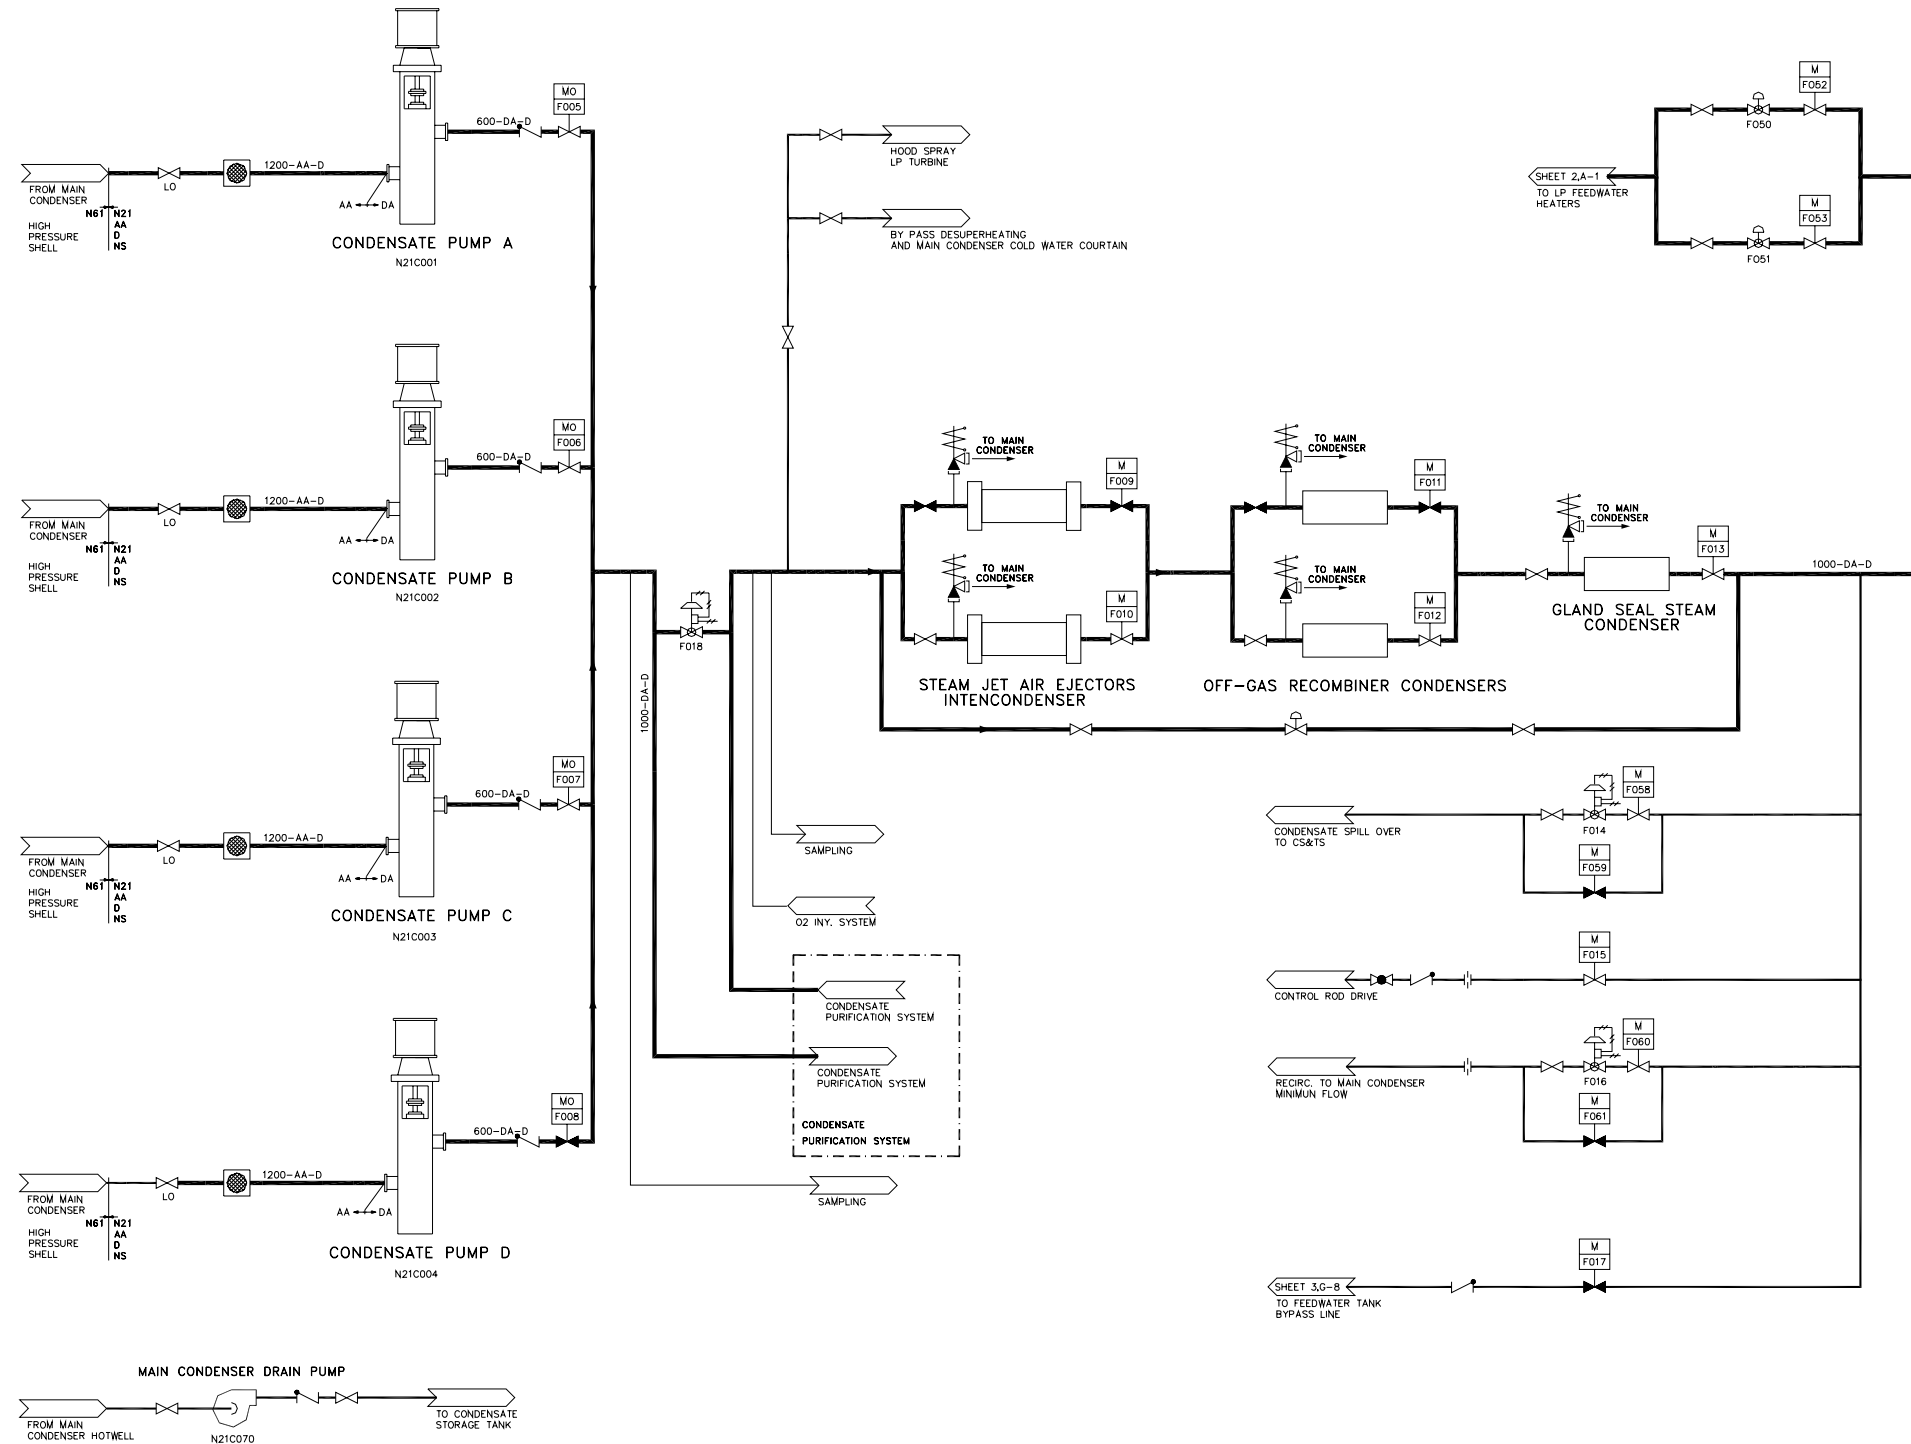 MO
F005
600-DA-D
1200-AA-D
LO
FROM MAIN
CONDENSER
N61
N21
AA
D
NS
HIGH
PRESSURE
SHELL
AA
DA
CONDENSATE PUMP A
N21C001
MO
F006
600-DA-D
1200-AA-D
LO
FROM MAIN
CONDENSER
N61
N21
AA
D
NS
HIGH
PRESSURE
SHELL
AA
DA
CONDENSATE PUMP B
N21C002
MO
F007
600-DA-D
1200-AA-D
LO
FROM MAIN
CONDENSER
N61
N21
AA
D
NS
HIGH
PRESSURE
SHELL
AA
DA
CONDENSATE PUMP C
N21C003
MO
F008
600-DA-D
1200-AA-D
LO
FROM MAIN
CONDENSER
N61
N21
AA
D
NS
HIGH
PRESSURE
SHELL
AA
DA
CONDENSATE PUMP D
N21C004
MAIN CONDENSER DRAIN PUMP
FROM MAIN
CONDENSER HOTWELL
N21C070
TO CONDENSATE
STORAGE TANK
HOOD SPRAY
LP TURBINE
BY PASS DESUPERHEATING
AND MAIN CONDENSER COLD WATER COURTAIN
F018
1000-DA-D
SAMPLING
O2 INY. SYSTEM
CONDENSATE
PURIFICATION SYSTEM
CONDENSATE
PURIFICATION SYSTEM
CONDENSATE
PURIFICATION SYSTEM
SAMPLING
TO MAIN
CONDENSER
M
F009
TO MAIN
CONDENSER
M
F010
STEAM JET AIR EJECTORS
INTENCONDENSER
TO MAIN
CONDENSER
M
F011
TO MAIN
CONDENSER
M
F012
OFF-GAS RECOMBINER CONDENSERS
TO MAIN
CONDENSER
M
F013
GLAND SEAL STEAM
CONDENSER
1000-DA-D
M
F052
F050
SHEET 2,A-1
TO LP FEEDWATER
HEATERS
M
F053
F051
M
F058
F014
CONDENSATE SPILL OVER
TO CS&TS
M
F059
M
F015
CONTROL ROD DRIVE
M
F060
F016
RECIRC. TO MAIN CONDENSER
MINIMUN FLOW
M
F061
M
F017
SHEET 3,G-8
TO FEEDWATER TANK
BYPASS LINE